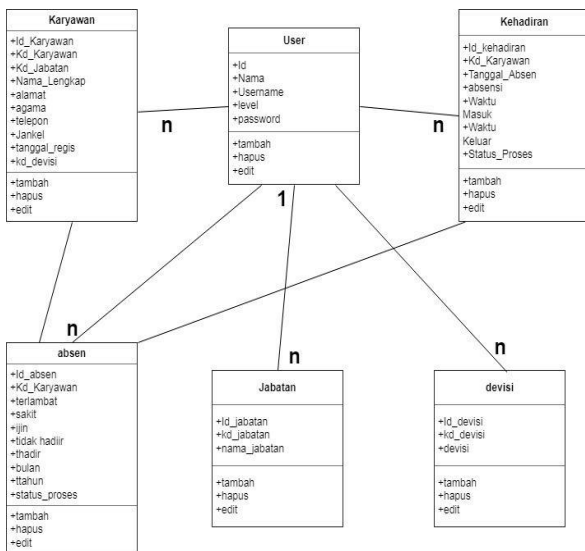 Karyawan
+Id_Karyawan
+Kd_Karyawan
+Kd_Jabatan
+Nama_Lengkap
+alamat
+agama
+telepon
+Jankel
+tanggal_regis
+kd_devisi
+tambah
+hapus
+edit
User
+Id
+Nama
+Username
+level
+password
+tambah
+hapus
+edit
Kehadiran
+Id_kehadiran
+Kd_Karyawan
+Tanggal_Absen
+absensi
+Waktu
Masuk
+Waktu
Keluar
+Status_Proses
+tambah
+hapus
+edit
n
n
1
n
n
n
absen
+Id_absen
+Kd_Karyawan
+terlambat
+sakit
+ijin
+tidak hadiir
+thadir
+bulan
+ttahun
+status_proses
+tambah
+hapus
+edit
Jabatan
+Id_jabatan
+kd_jabatan
+nama_jabatan
+tambah
+hapus
+edit
devisi
+Id_devisi
+kd_devisi
+devisi
+tambah
+hapus
+edit